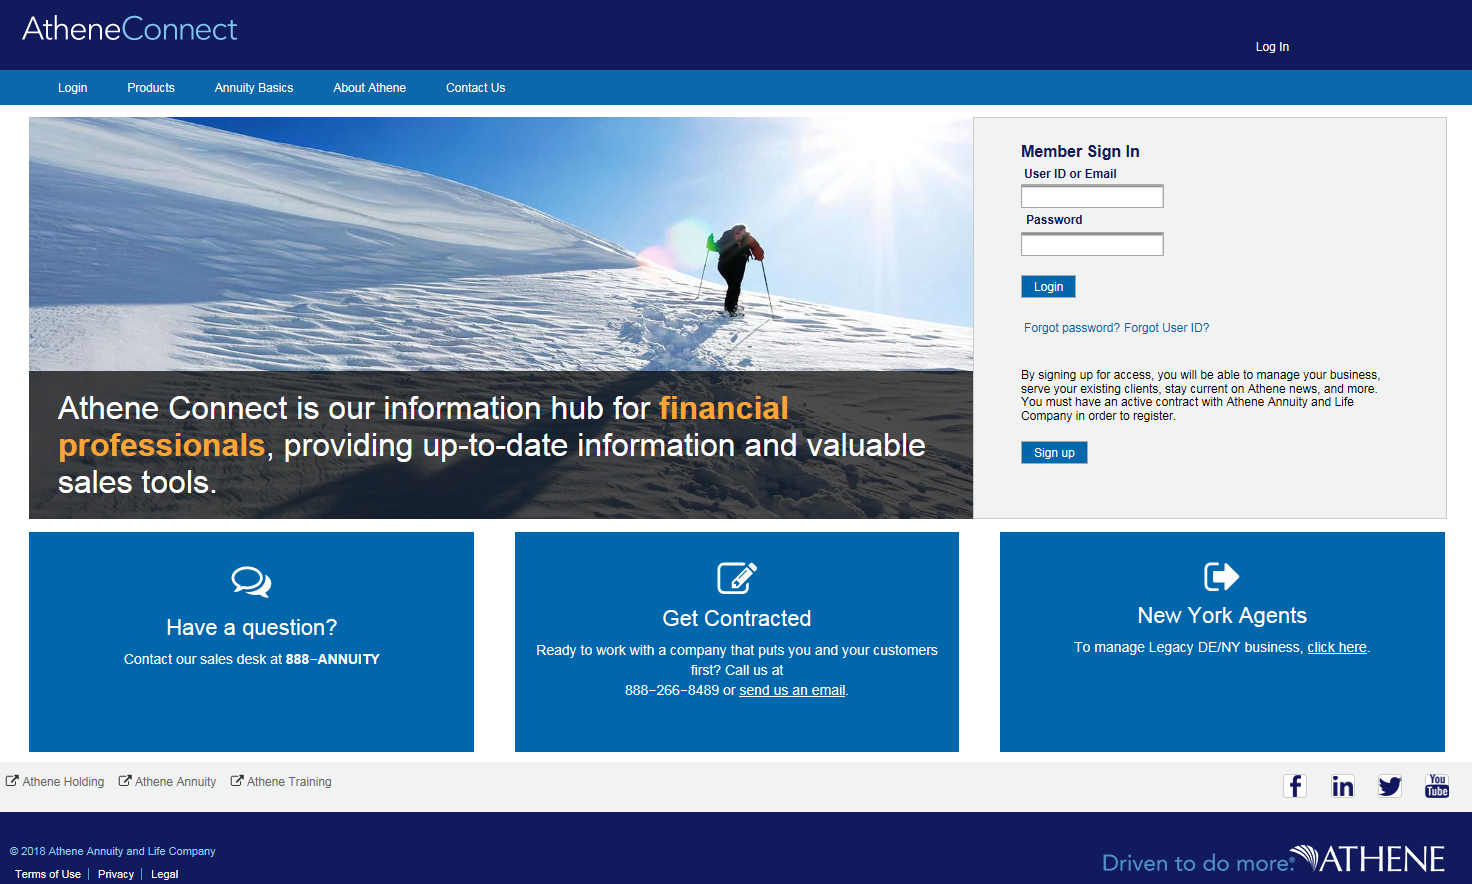 AtheneConnect
Log In
Login Products Annuity Basics About Athene Contact Us
Athene Connect is our information hub for financial
professionals, providing up-to-date information and valuable
sales tools.
Member Sign In
User ID or Email
Password
Login
Forgot password? Forgot User ID?
By signing up for access, you will be able to manage your business,
serve your existing clients, stay current on Athene news, and more.
You must have an active contract with Athene Annuity and Life
Company in order to register.
Sign up
Have a question?
Contact our sales desk at 888–ANNUITY
Get Contracted
Ready to work with a company that puts you and your customers
first? Call us at
888–266–8489 or send us an email.
New York Agents
To manage Legacy DE/NY business, click here.
Athene Holding Athene Annuity Athene Training
f in You Tube
© 2018 Athene Annuity and Life Company
Terms of Use | Privacy | Legal
Driven to do more.® ATHENE